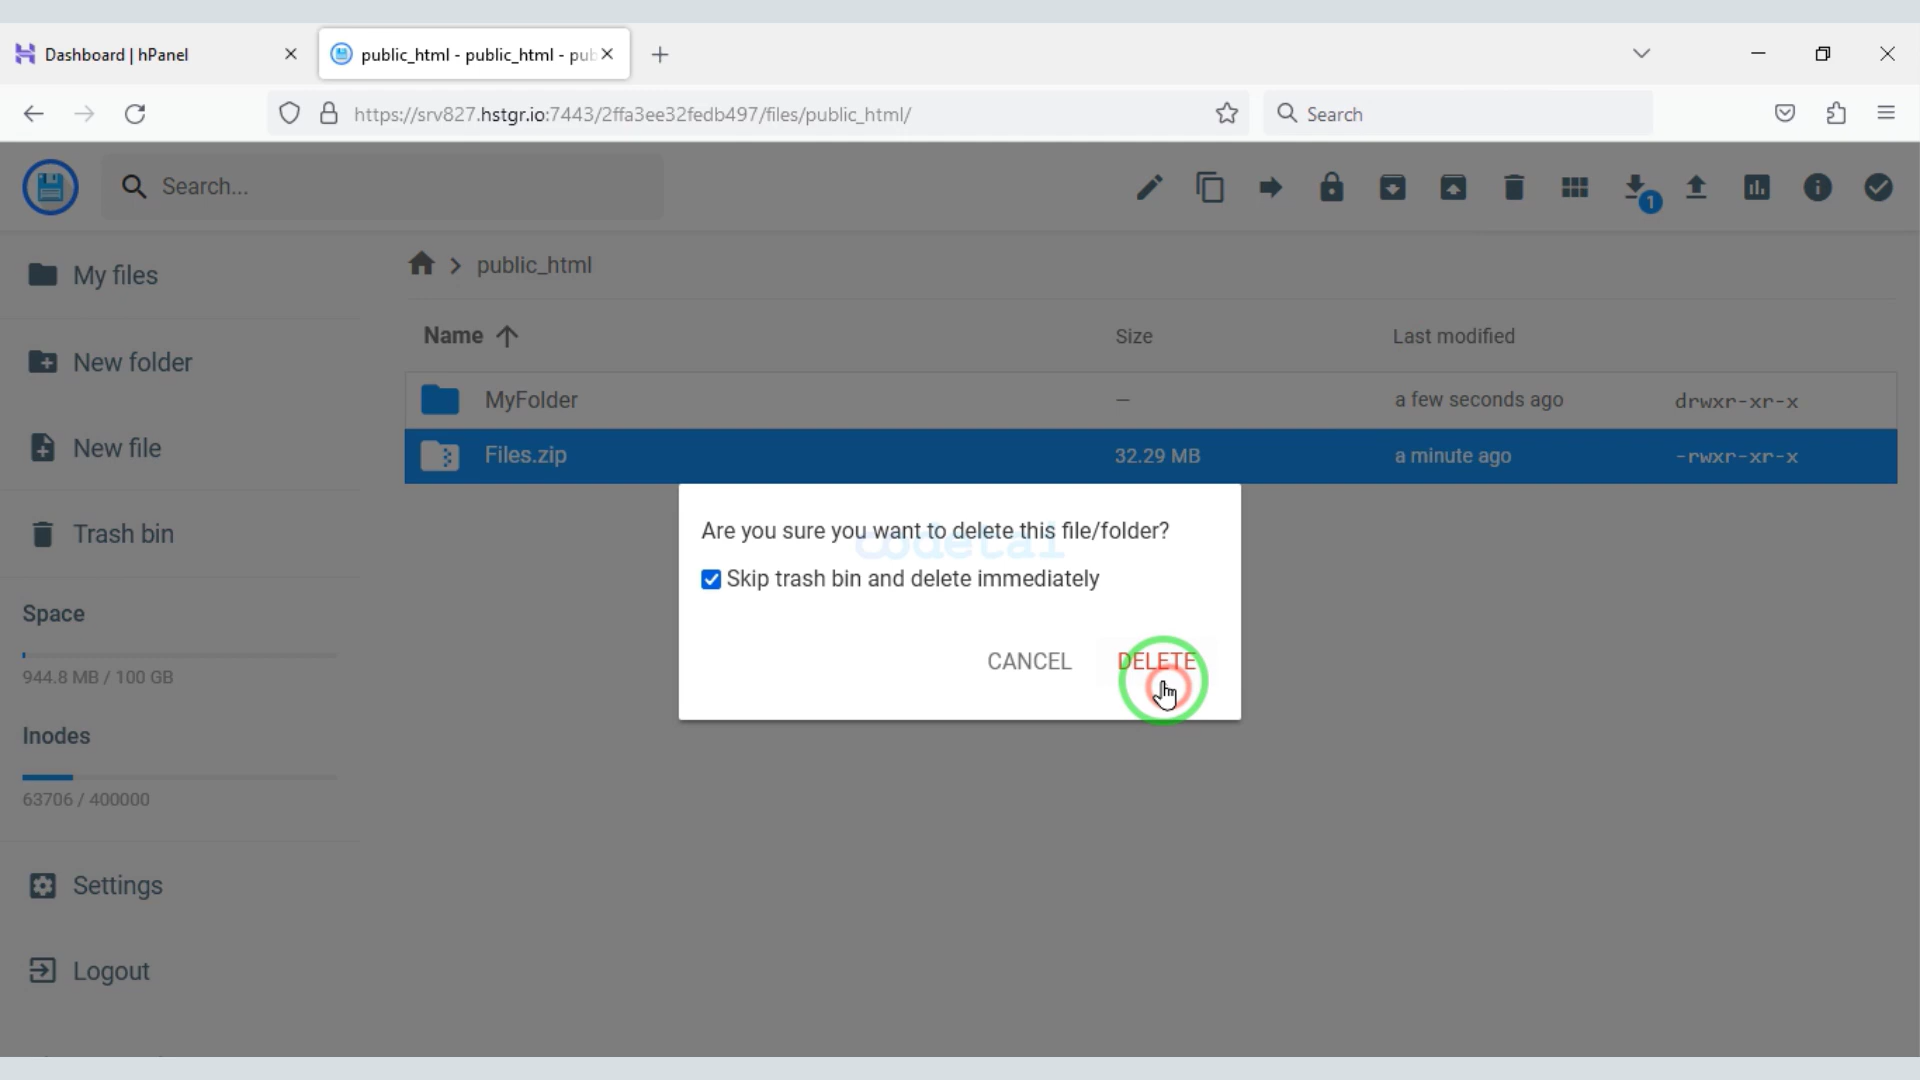 Dashboard | hPanel
public_html - public_html - pub
https://srv827.hstgr.io:7443/2ffa3ee32fedb497/files/public_html/
Search
Search...
1
My files
New folder
New file
Trash bin
Space
944.8 MB / 100 GB
Inodes
63706 / 400000
Settings
Logout
public_html
Name Size Last modified
MyFolder — a few seconds ago drwxr-xr-x
Files.zip 32.29 MB a minute ago -rwxr-xr-x
Are you sure you want to delete this file/folder?
codetal
Skip trash bin and delete immediately
CANCEL DELETE